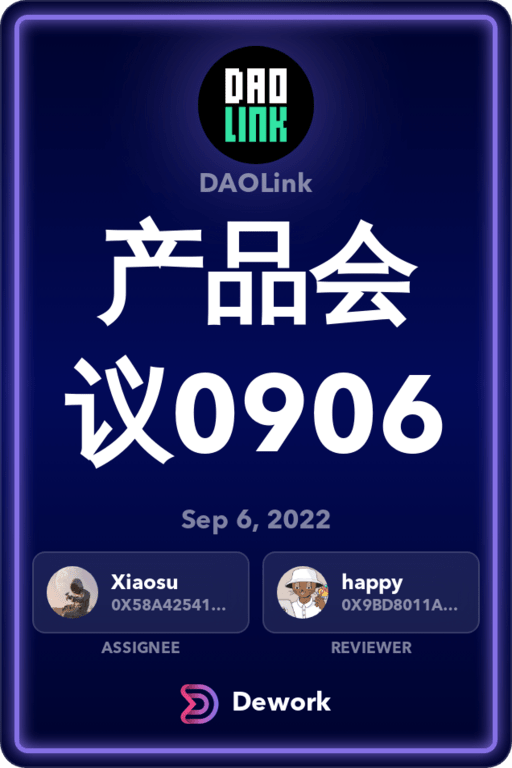 DAO
LINK
DAOLink
产品会
议0906
Sep 6, 2022
Xiaosu
0X58A42541...
ASSIGNEE
happy
0X9BD8011A...
REVIEWER
Dework